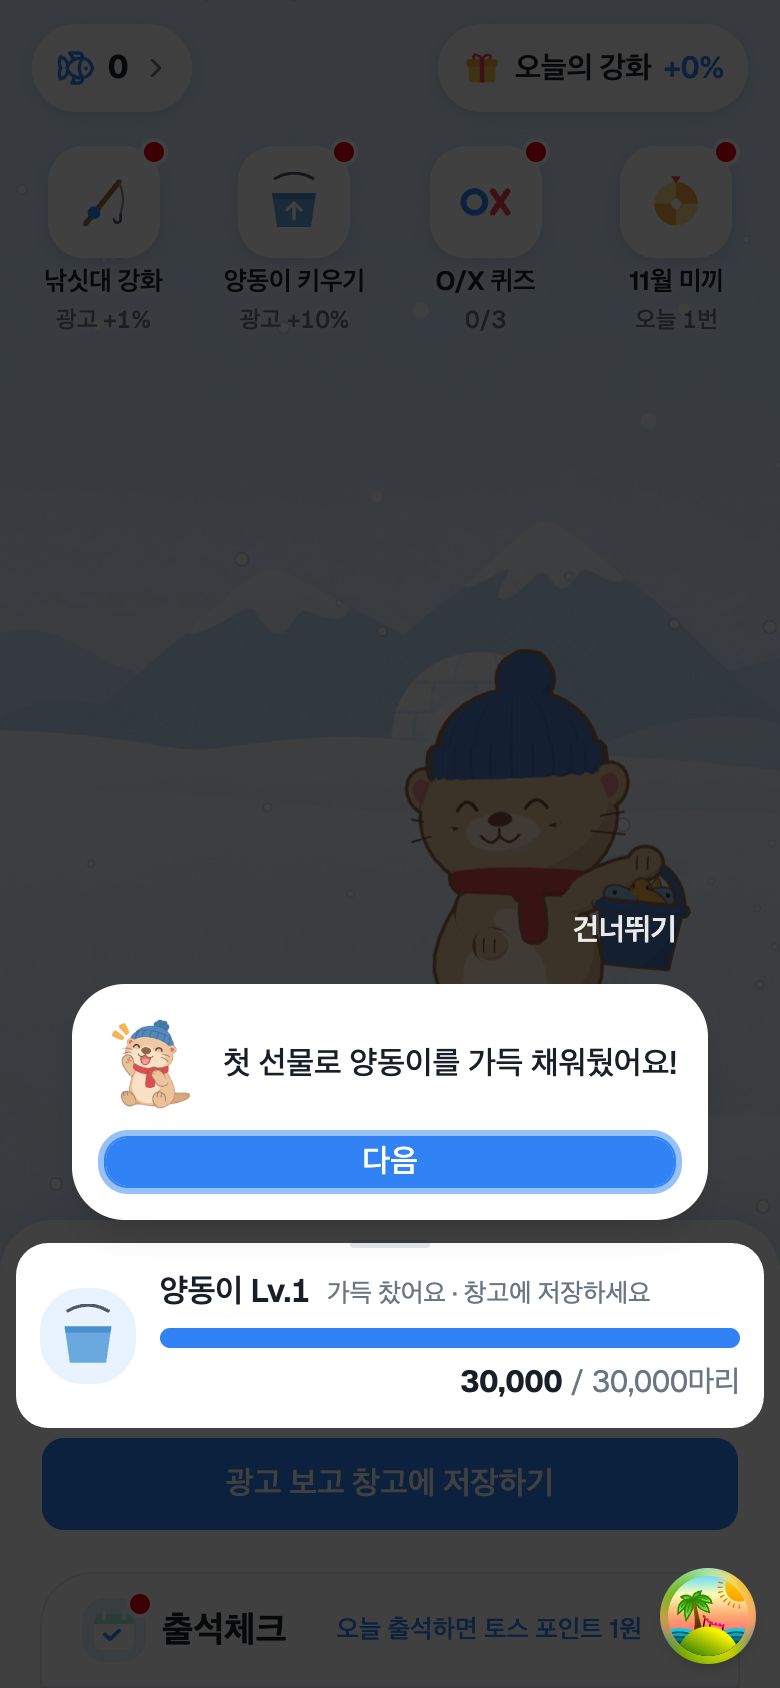 0
오늘의 강화 +0%
낚싯대 강화
광고 +1%
양동이 키우기
광고 +10%
OX
O/X 퀴즈
0/3
11월 미끼
오늘 1번
건너뛰기
첫 선물로 양동이를 가득 채워뒀어요!
다음
양동이 Lv.1 가득 찼어요 · 창고에 저장하세요
30,000 / 30,000마리
광고 보고 창고에 저장하기
출석체크 오늘 출석하면 토스 포인트 1원